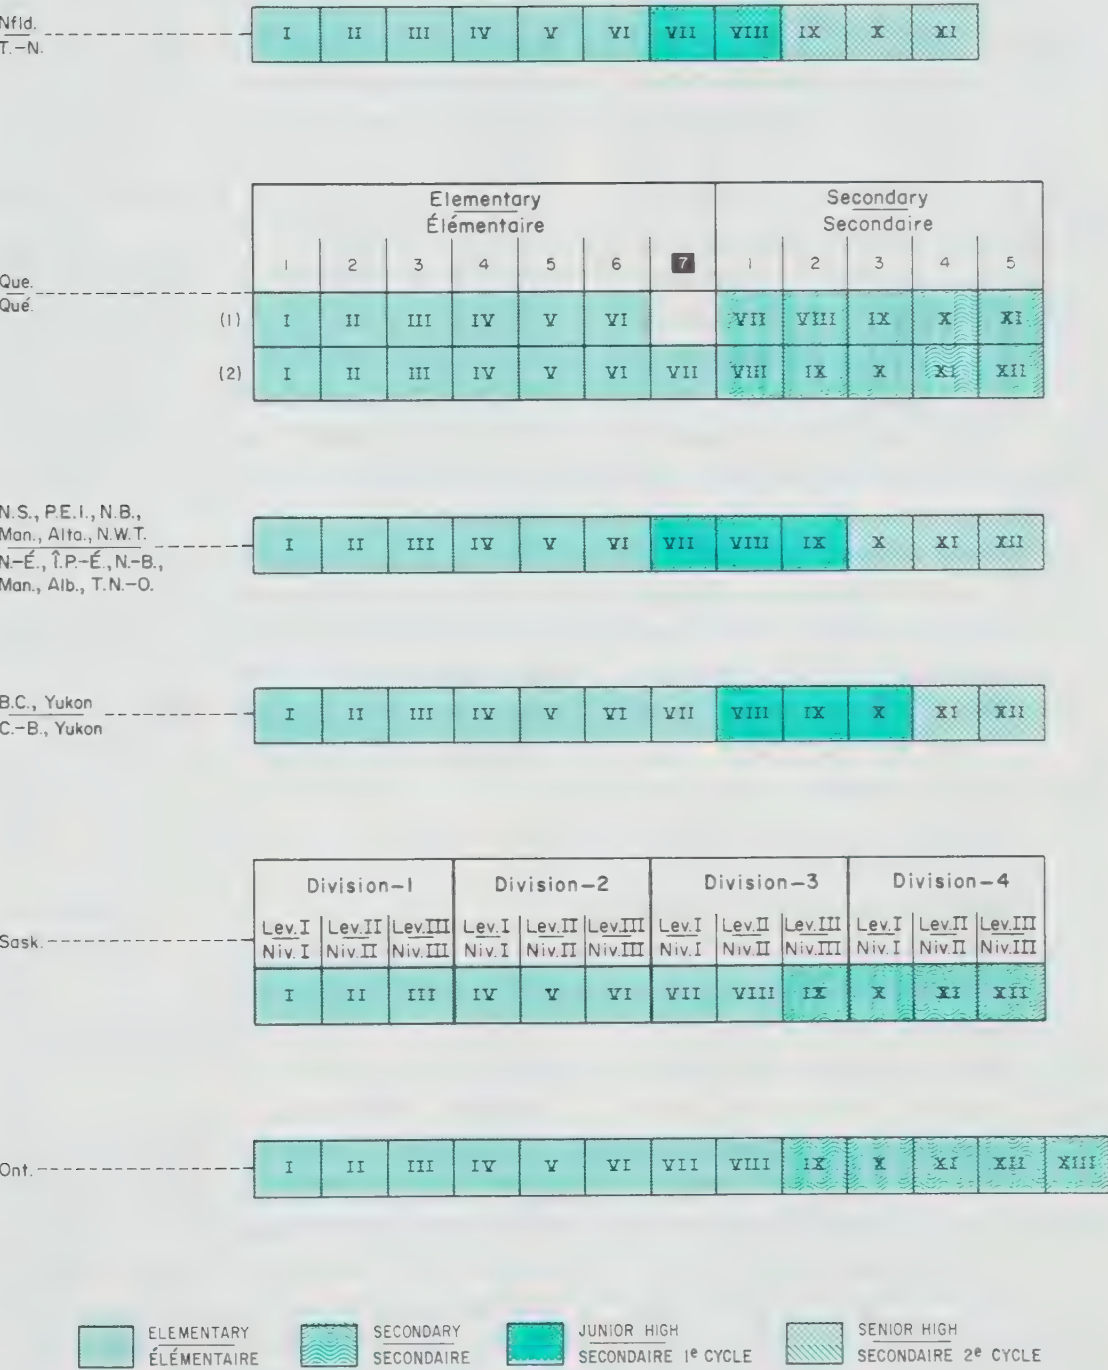 Nfld.
T.-N.
I II III IV V VI VII VIII IX X XI
Elementary Secondary
Élémentaire Secondaire
1 2 3 4 5 6 7 1 2 3 4 5
Que.
Qué.
(1) I II III IV V VI VII VIII IX X XI
(2) I II III IV V VI VII VIII IX X XI XII
N.S., P.E.I., N.B.,
Man., Alta., N.W.T.
N.-É., Î.P.-É., N.-B.,
Man., Alb., T.N.-O.
I II III IV V VI VII VIII IX X XI XII
B.C., Yukon
C.-B., Yukon
I II III IV V VI VII VIII IX X XI XII
Division-1 Division-2 Division-3 Division-4
Lev.I Lev.II Lev.III Lev.I Lev.II Lev.III Lev.I Lev.II Lev.III Lev.I Lev.II Lev.III
Niv.I Niv.II Niv.III Niv.I Niv.II Niv.III Niv.I Niv.II Niv.III Niv.I Niv.II Niv.III
Sask.
I II III IV V VI VII VIII IX X XI XII
Ont.
I II III IV V VI VII VIII IX X XI XII XIII
ELEMENTARY
ÉLÉMENTAIRE
SECONDARY
SECONDAIRE
JUNIOR HIGH
SECONDAIRE 1e CYCLE
SENIOR HIGH
SECONDAIRE 2e CYCLE